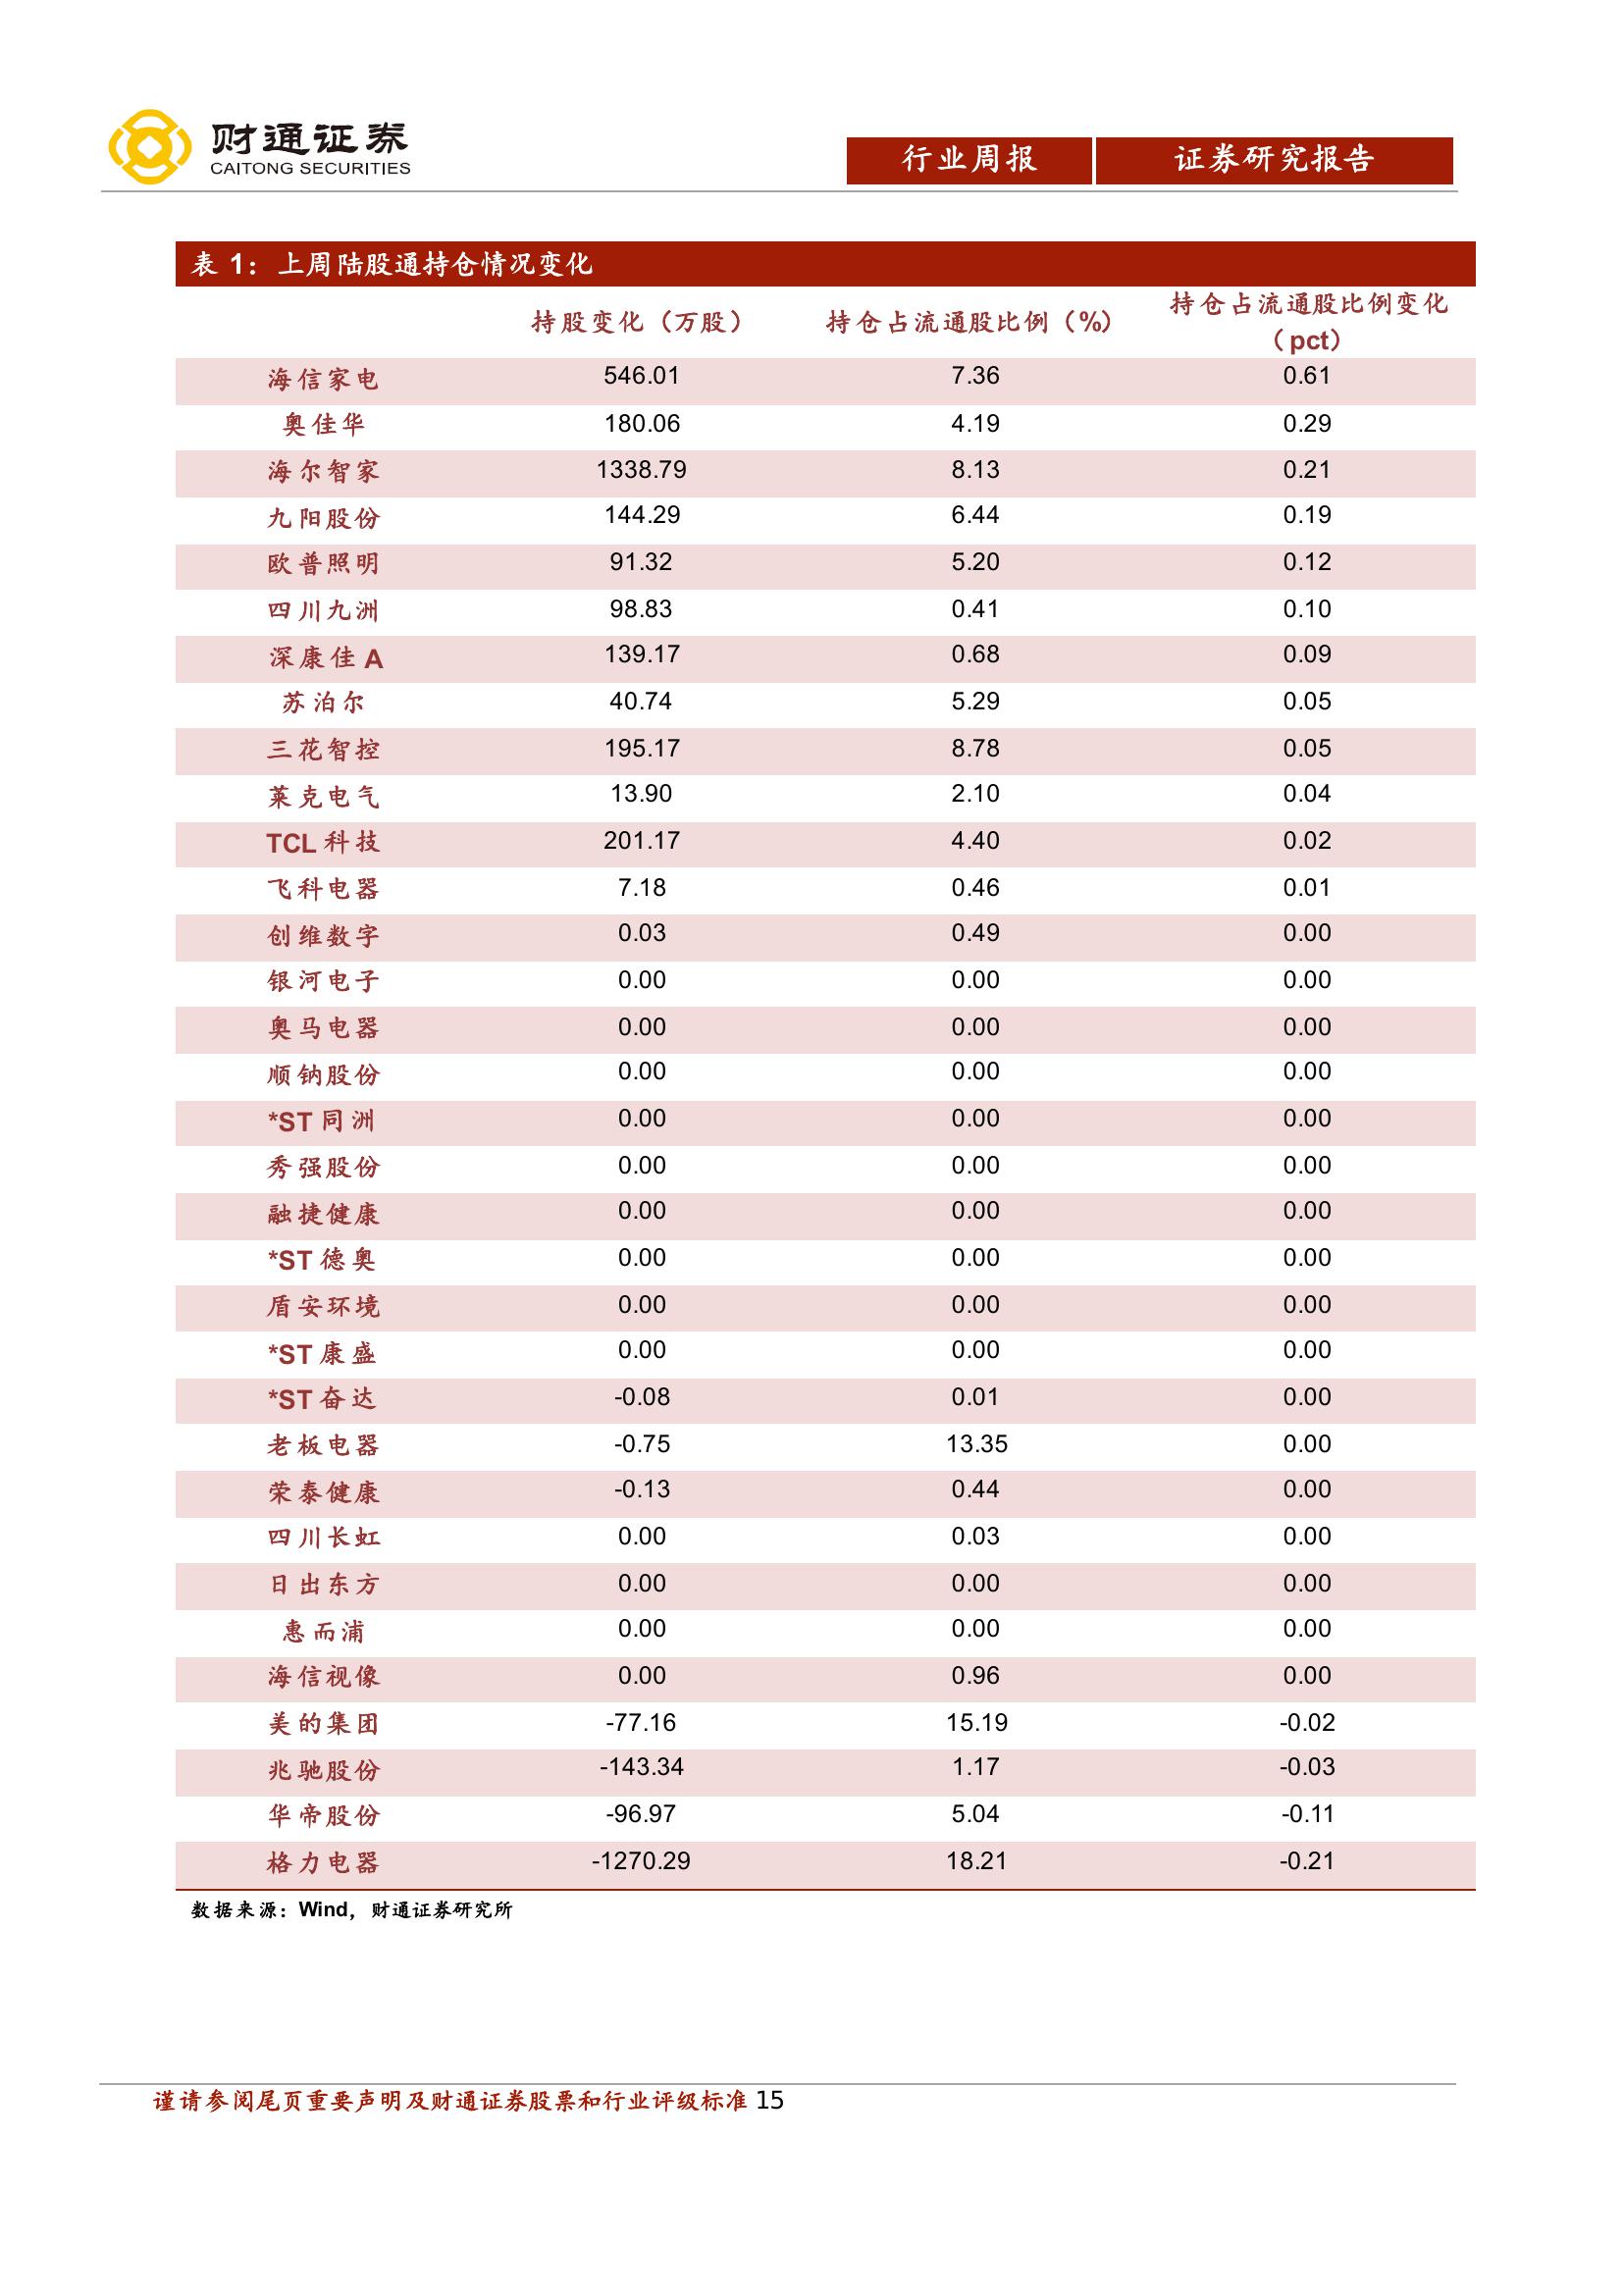 财通证券
CAITONG SECURITIES
行业周报 证券研究报告
表 1：上周陆股通持仓情况变化
持股变化（万股） 持仓占流通股比例（%） 持仓占流通股比例变化（pct）
海信家电 546.01 7.36 0.61
奥佳华 180.06 4.19 0.29
海尔智家 1338.79 8.13 0.21
九阳股份 144.29 6.44 0.19
欧普照明 91.32 5.20 0.12
四川九洲 98.83 0.41 0.10
深康佳 A 139.17 0.68 0.09
苏泊尔 40.74 5.29 0.05
三花智控 195.17 8.78 0.05
莱克电气 13.90 2.10 0.04
TCL 科技 201.17 4.40 0.02
飞科电器 7.18 0.46 0.01
创维数字 0.03 0.49 0.00
银河电子 0.00 0.00 0.00
奥马电器 0.00 0.00 0.00
顺钠股份 0.00 0.00 0.00
*ST 同洲 0.00 0.00 0.00
秀强股份 0.00 0.00 0.00
融捷健康 0.00 0.00 0.00
*ST 德奥 0.00 0.00 0.00
盾安环境 0.00 0.00 0.00
*ST 康盛 0.00 0.00 0.00
*ST 奋达 -0.08 0.01 0.00
老板电器 -0.75 13.35 0.00
荣泰健康 -0.13 0.44 0.00
四川长虹 0.00 0.03 0.00
日出东方 0.00 0.00 0.00
惠而浦 0.00 0.00 0.00
海信视像 0.00 0.96 0.00
美的集团 -77.16 15.19 -0.02
兆驰股份 -143.34 1.17 -0.03
华帝股份 -96.97 5.04 -0.11
格力电器 -1270.29 18.21 -0.21
数据来源：Wind，财通证券研究所
谨请参阅尾页重要声明及财通证券股票和行业评级标准 15